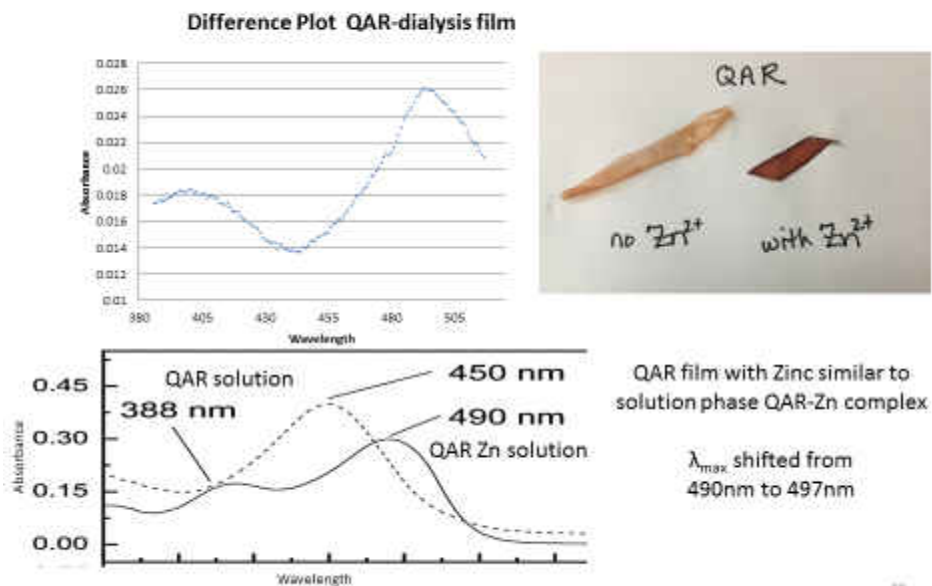 Difference Plot QAR-dialysis film
0.028
0.026
0.024
0.022
0.02
0.018
0.016
0.014
0.012
0.01
380
405
430
455
480
505
Absorbance
Wavelength
QAR
no Zn2+
with Zn2+
0.45
0.30
0.15
0.00
Absorbance
QAR solution
388 nm
450 nm
490 nm
QAR Zn solution
Wavelength
QAR film with Zinc similar to
solution phase QAR-Zn complex
λmax shifted from
490nm to 497nm